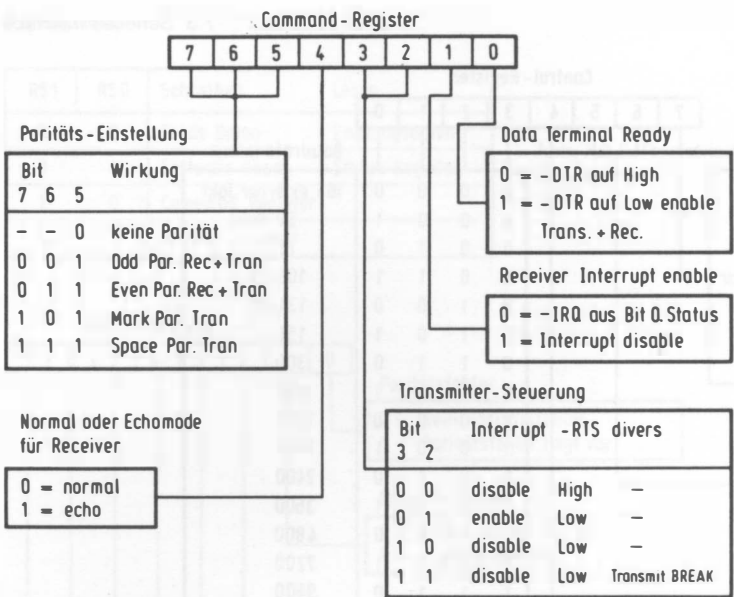 Command-Register
7 6 5 4 3 2 1 0
Paritäts-Einstellung
Bit Wirkung
7 6 5
– – 0 keine Parität
0 0 1 Odd Par. Rec+Tran
0 1 1 Even Par. Rec+Tran
1 0 1 Mark Par. Tran
1 1 1 Space Par. Tran
Normal oder Echomode
für Receiver
0 = normal
1 = echo
Data Terminal Ready
0 = -DTR auf High
1 = -DTR auf Low enable
Trans. + Rec.
Receiver Interrupt enable
0 = -IRQ aus Bit 0. Status
1 = Interrupt disable
Transmitter-Steuerung
Bit Interrupt -RTS divers
3 2
0 0 disable High –
0 1 enable Low –
1 0 disable Low –
1 1 disable Low Transmit BREAK